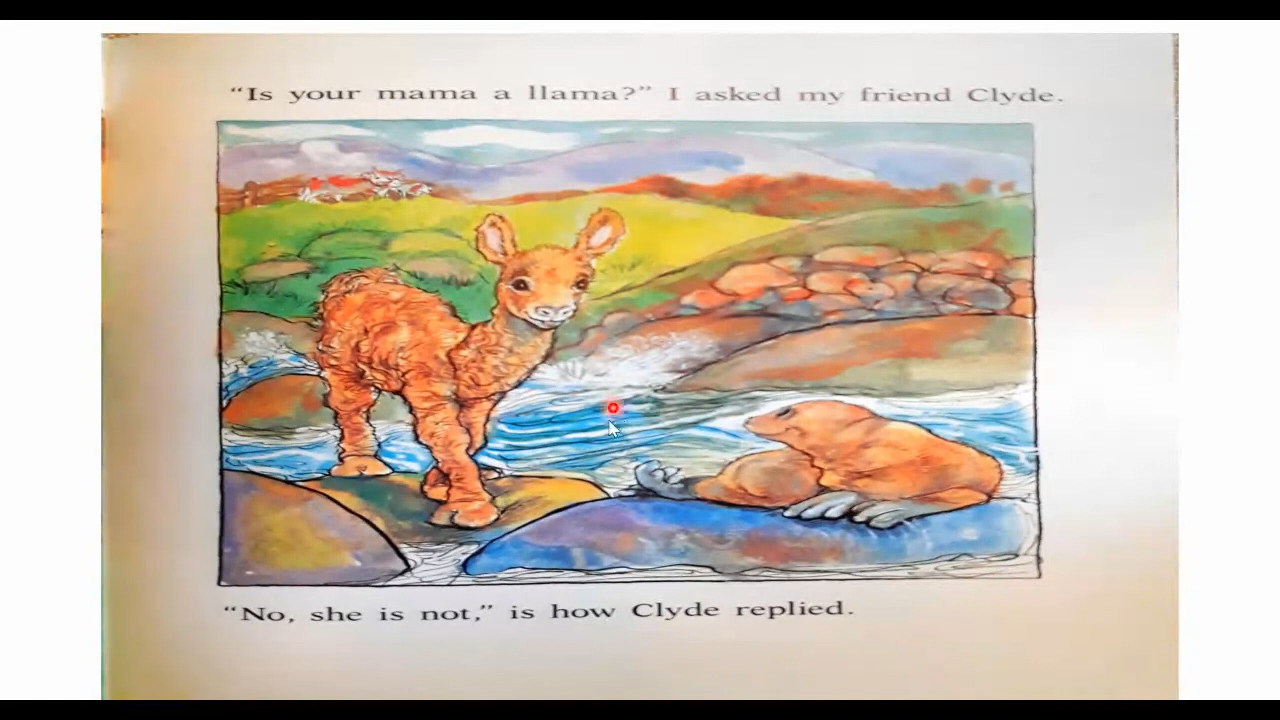 “Is your mama a llama?” I asked my friend Clyde.
“No, she is not,” is how Clyde replied.